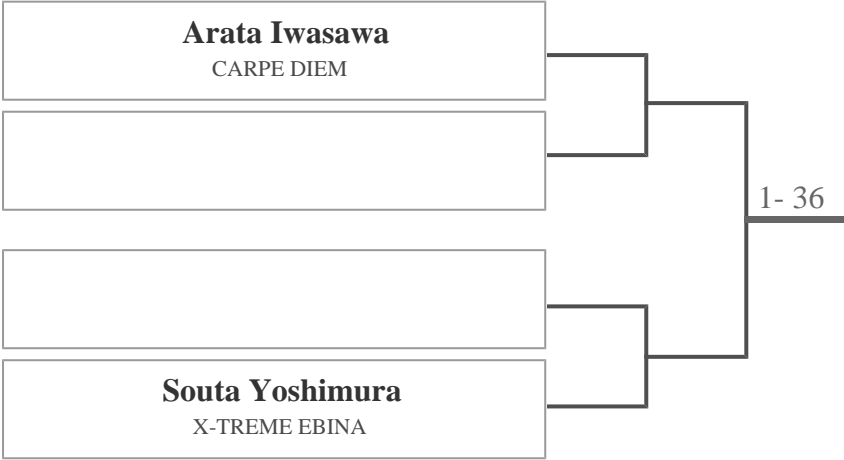 Arata Iwasawa
CARPE DIEM
1- 36
Souta Yoshimura
X-TREME EBINA